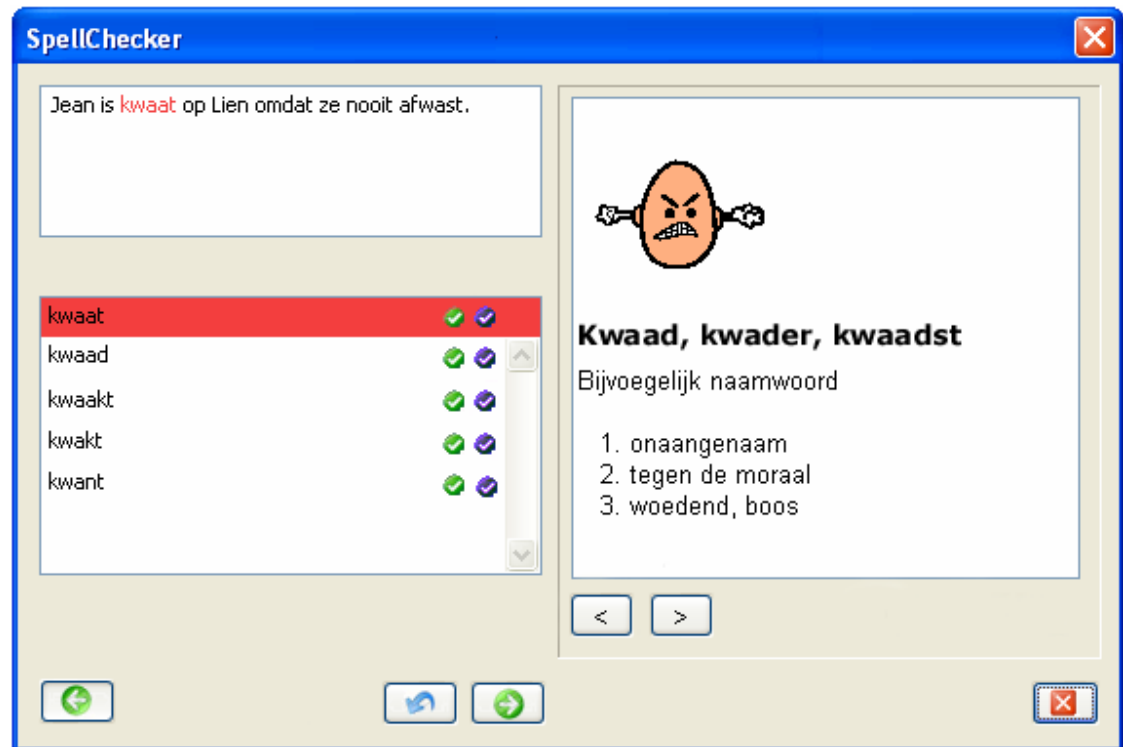 SpellChecker
Jean is kwaat op Lien omdat ze nooit afwast.
kwaat
kwaad
kwaakt
kwakt
kwant
Kwaad, kwader, kwaadst
Bijvoegelijk naamwoord
1. onaangenaam
2. tegen de moraal
3. woedend, boos
< >